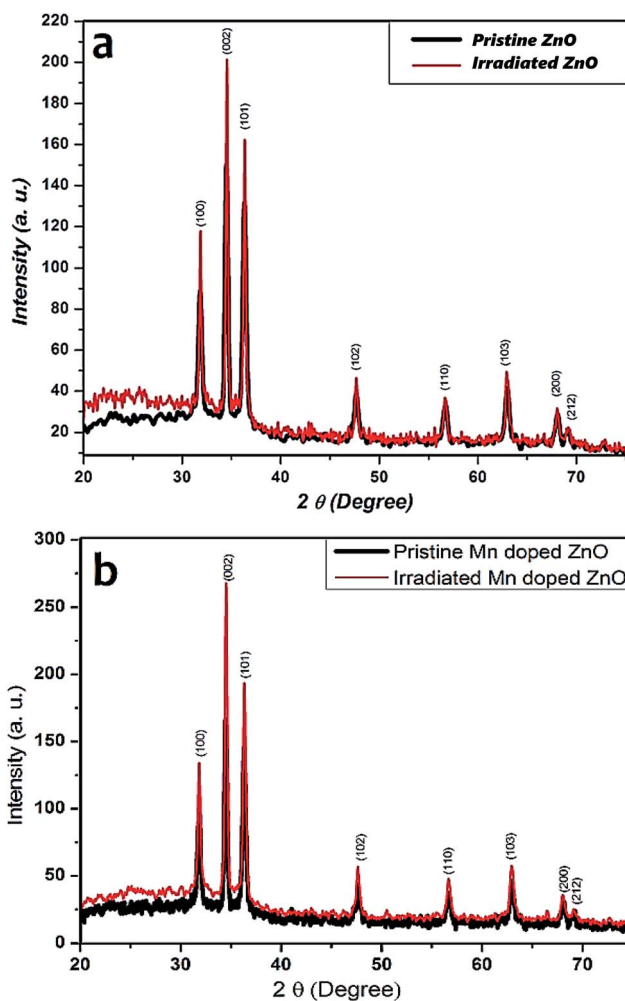 a
Pristine ZnO
Irradiated ZnO
220
200
180
160
140
120
100
80
60
40
20
Intensity (a. u.)
(100)
(002)
(101)
(102)
(110)
(103)
(200)
(212)
20 30 40 50 60 70
2 θ (Degree)
b
Pristine Mn doped ZnO
Irradiated Mn doped ZnO
300
250
200
150
100
50
0
Intensity (a. u.)
(100)
(002)
(101)
(102)
(110)
(103)
(200)
(212)
20 30 40 50 60 70
2 θ (Degree)